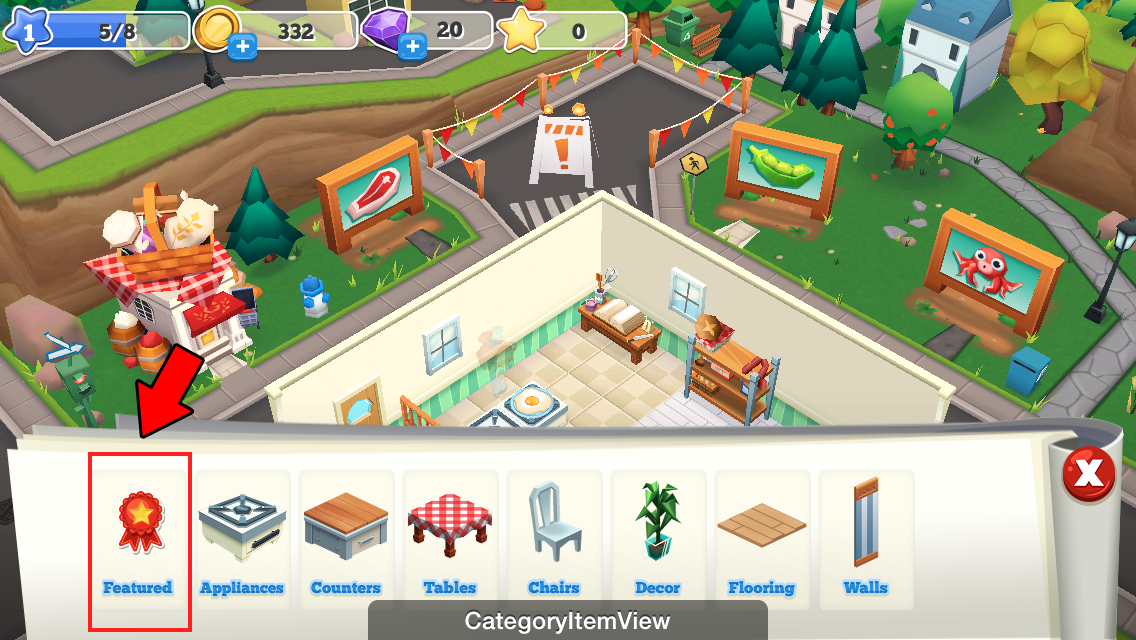 1
5/8
332
20
0
!
X
Featured
Appliances
Counters
Tables
Chairs
Decor
Flooring
Walls
CategoryItemView